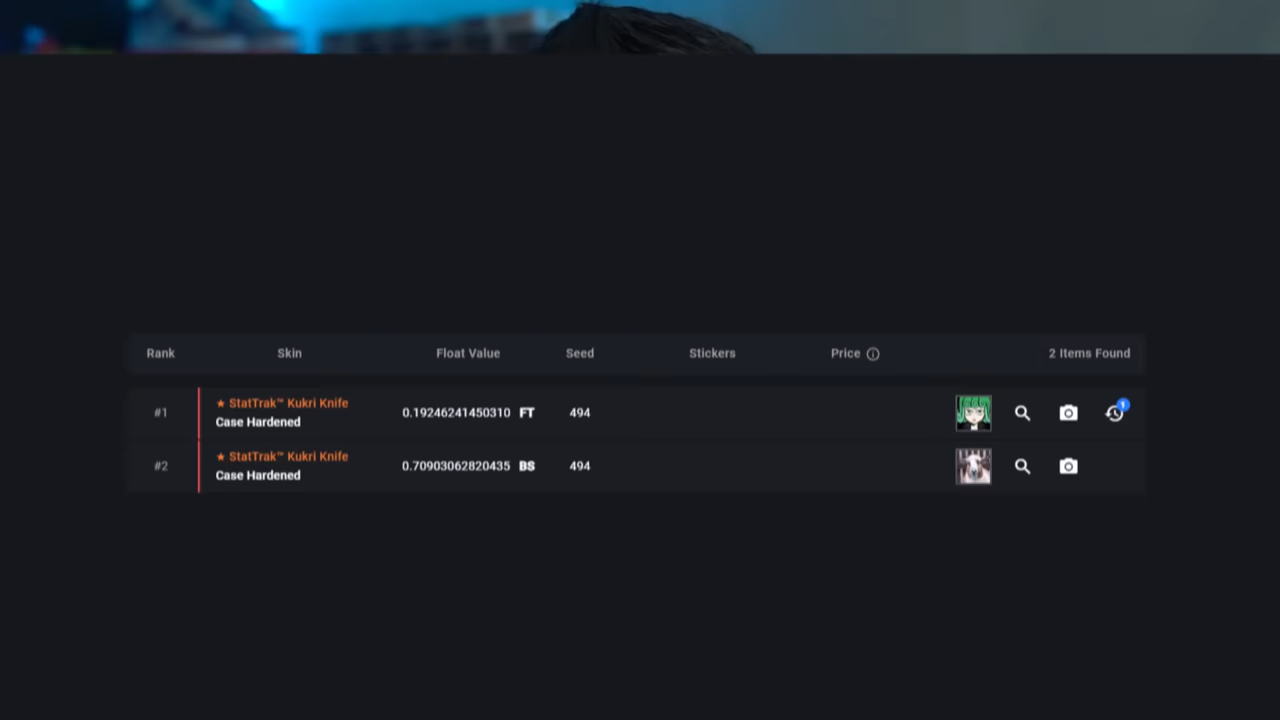 Rank Skin Float Value Seed Stickers Price 2 Items Found
#1 ★ StatTrak™ Kukri Knife Case Hardened 0.19246241450310 FT 494 1
#2 ★ StatTrak™ Kukri Knife Case Hardened 0.70903062820435 BS 494